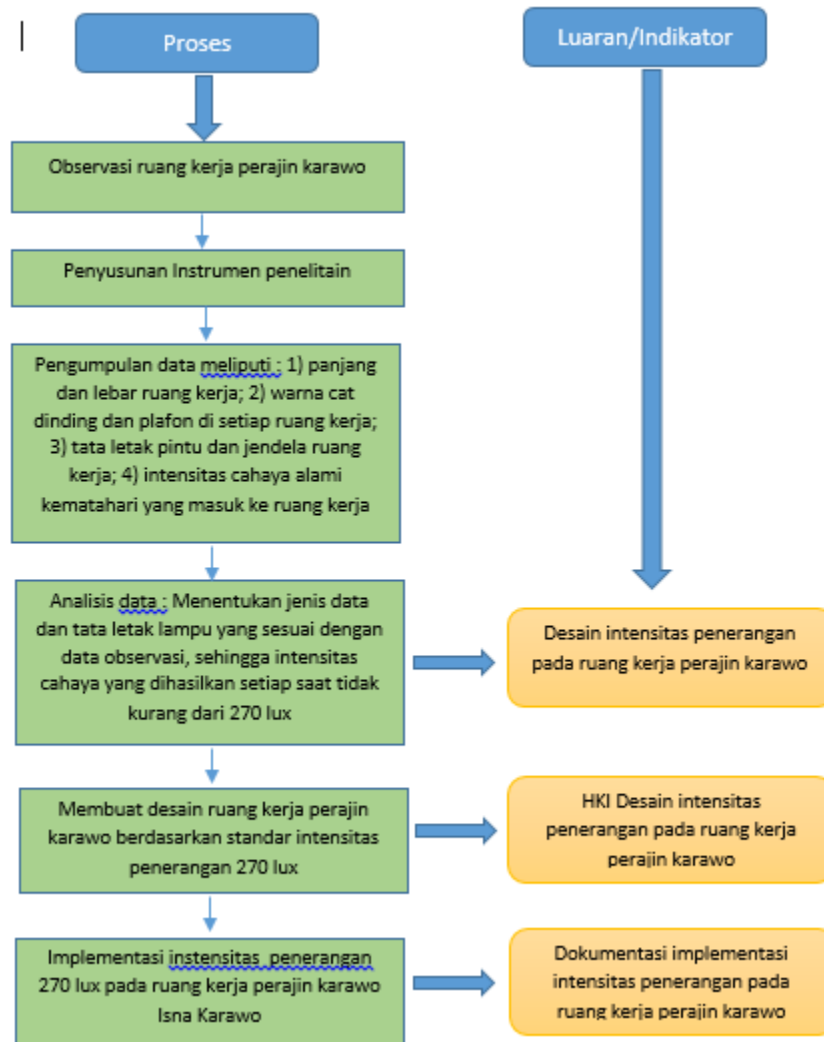 Proses
Luaran/Indikator
Observasi ruang kerja perajin karawo
Penyusunan Instrumen penelitain
Pengumpulan data meliputi : 1) panjang
dan lebar ruang kerja; 2) warna cat
dinding dan plafon di setiap ruang kerja;
3) tata letak pintu dan jendela ruang
kerja; 4) intensitas cahaya alami
kematahari yang masuk ke ruang kerja
Analisis data : Menentukan jenis data
dan tata letak lampu yang sesuai dengan
data observasi, sehingga intensitas
cahaya yang dihasilkan setiap saat tidak
kurang dari 270 lux
Desain intensitas penerangan
pada ruang kerja perajin karawo
Membuat desain ruang kerja perajin
karawo berdasarkan standar intensitas
penerangan 270 lux
HKI Desain intensitas
penerangan pada ruang kerja
perajin karawo
Implementasi instensitas penerangan
270 lux pada ruang kerja perajin karawo
Isna Karawo
Dokumentasi implementasi
intensitas penerangan pada
ruang kerja perajin karawo